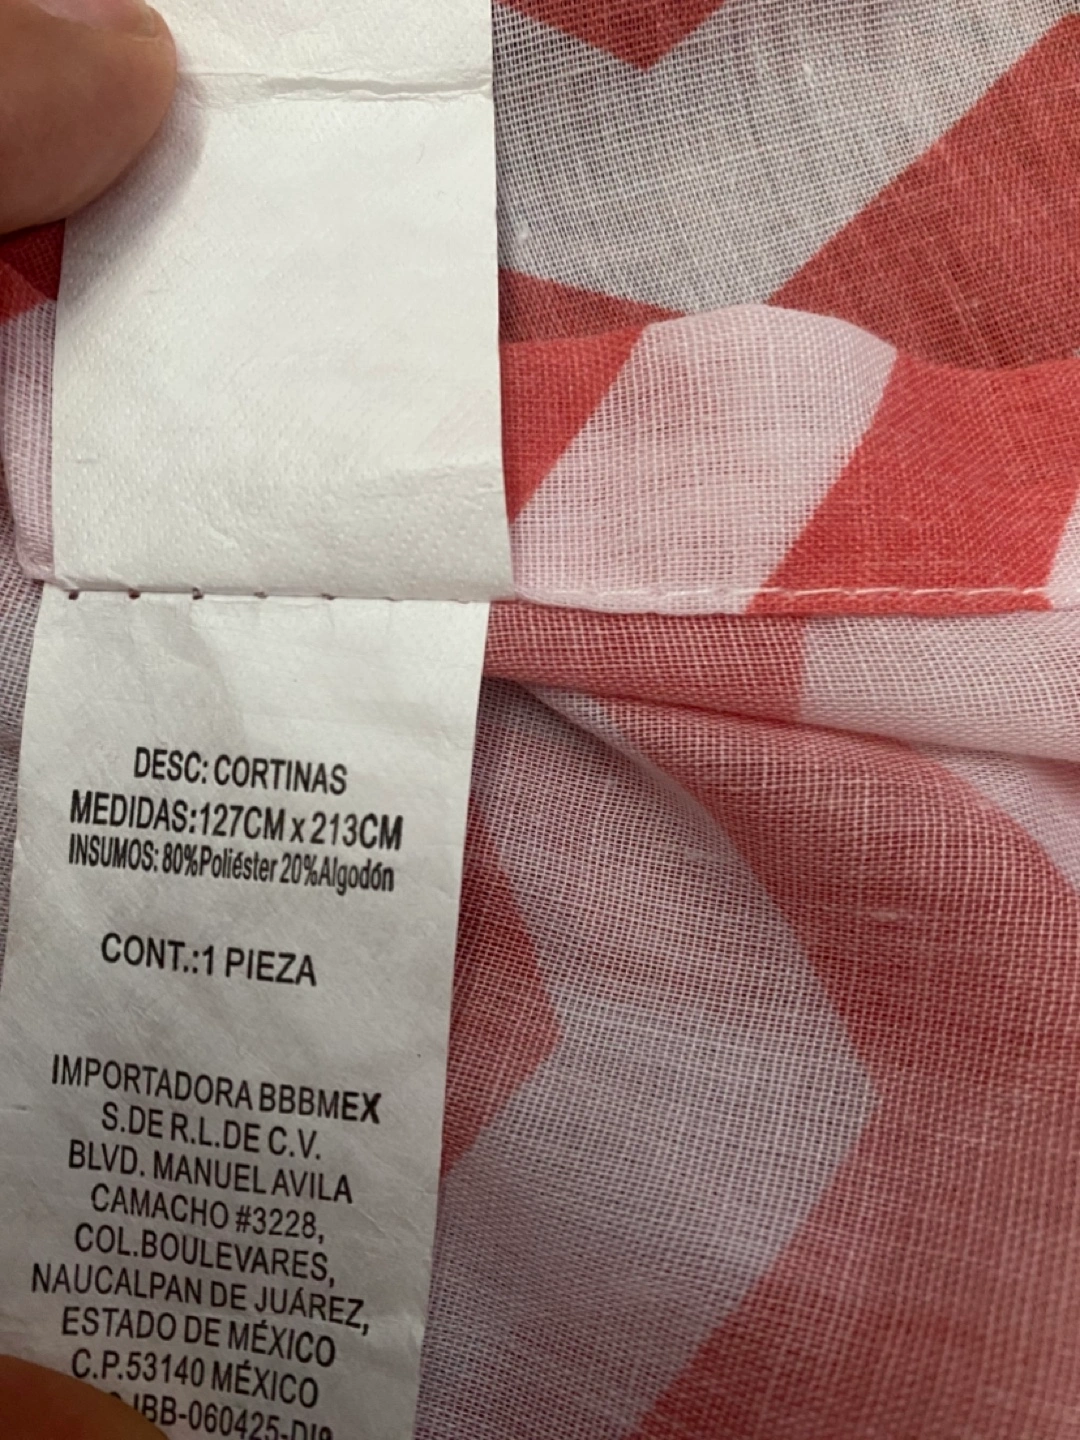 DESC: CORTINAS
MEDIDAS:127CM x 213CM
INSUMOS: 80%Poliéster 20%Algodón
CONT.:1 PIEZA
IMPORTADORA BBBMEX
S.DE R.L.DE C.V.
BLVD. MANUEL AVILA
CAMACHO #3228,
COL.BOULEVARES,
NAUCALPAN DE JUÁREZ,
ESTADO DE MÉXICO
C.P.53140 MÉXICO